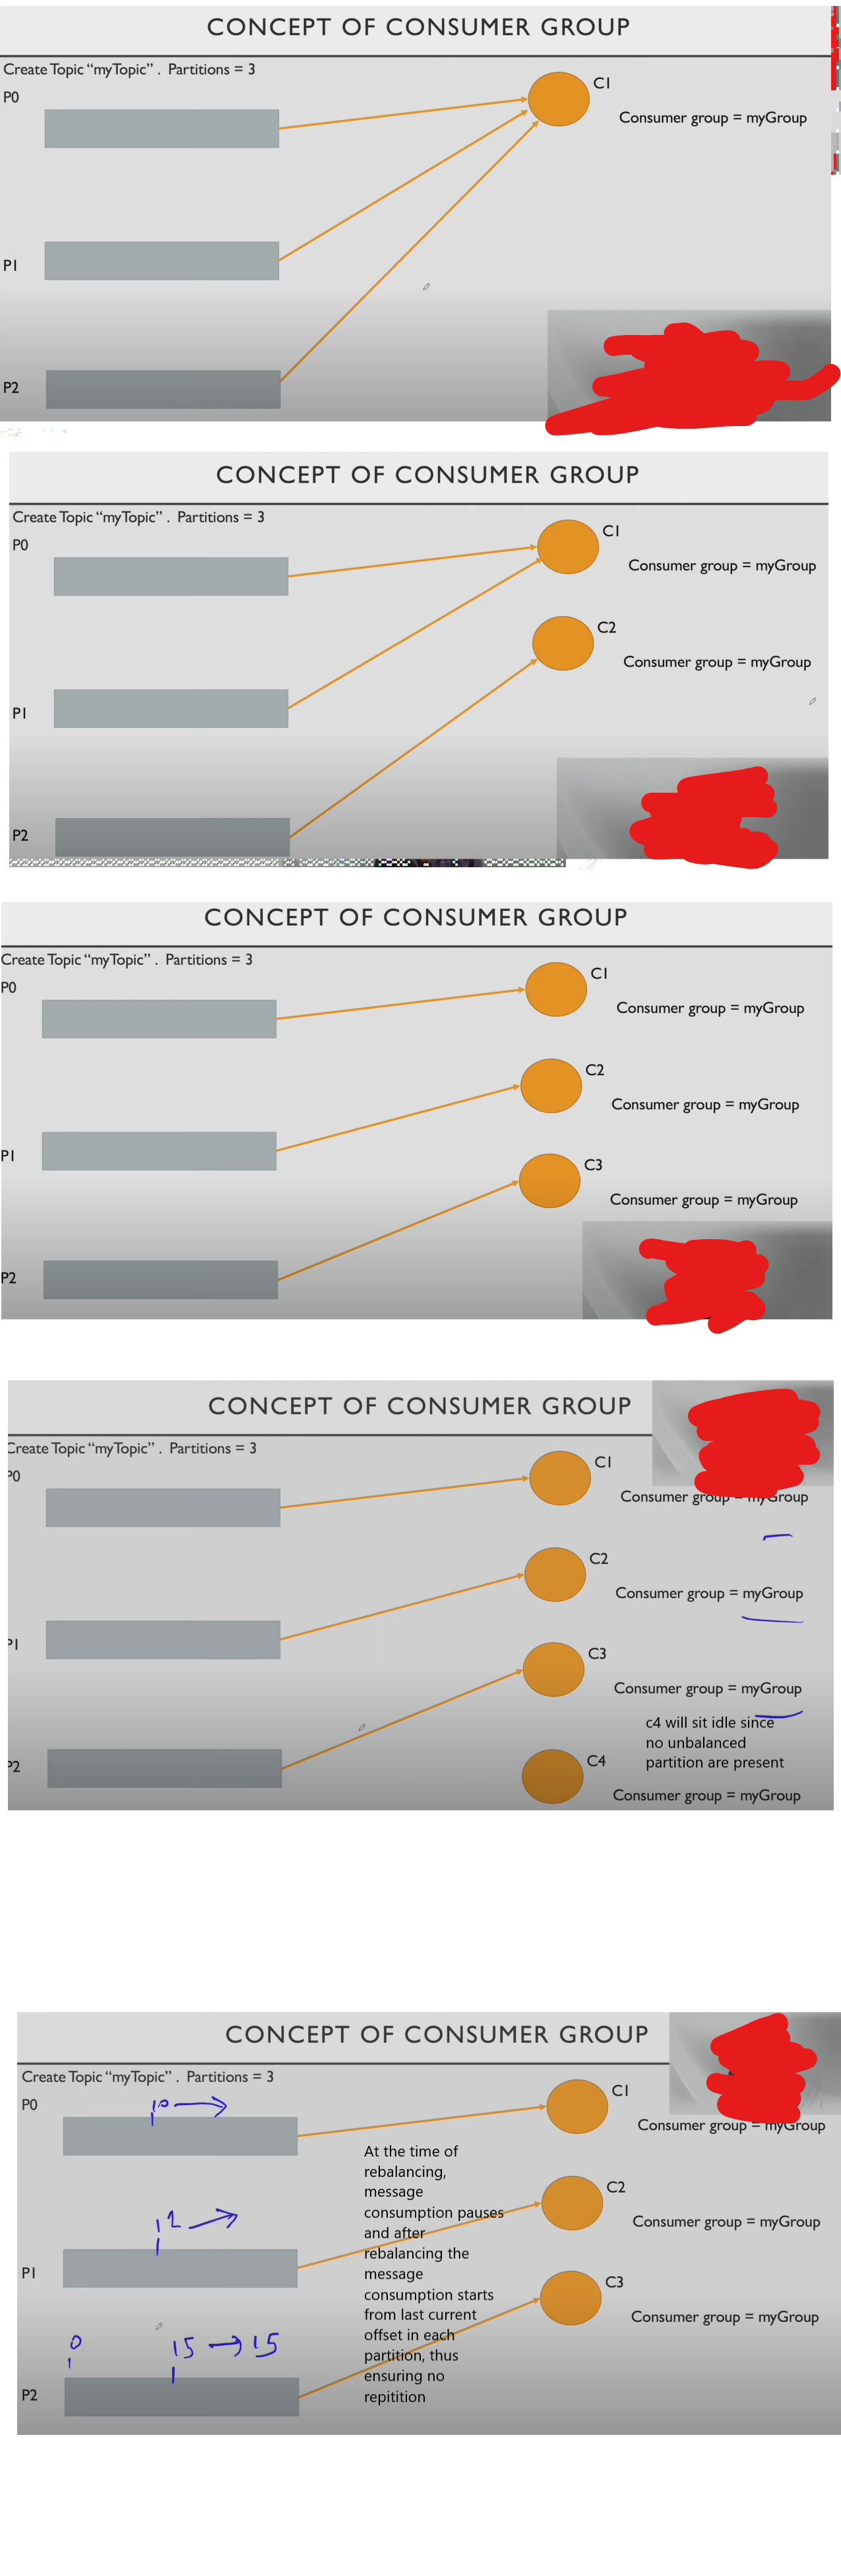 CONCEPT OF CONSUMER GROUP
Create Topic “myTopic” . Partitions = 3
P0
C1
Consumer group = myGroup
P1
P2
CONCEPT OF CONSUMER GROUP
Create Topic “myTopic” . Partitions = 3
P0
C1
Consumer group = myGroup
C2
Consumer group = myGroup
P1
P2
CONCEPT OF CONSUMER GROUP
Create Topic “myTopic” . Partitions = 3
P0
C1
Consumer group = myGroup
C2
Consumer group = myGroup
P1
C3
Consumer group = myGroup
P2
CONCEPT OF CONSUMER GROUP
Create Topic “myTopic” . Partitions = 3
P0
C1
Consumer group = myGroup
C2
Consumer group = myGroup
P1
C3
Consumer group = myGroup
c4 will sit idle since
no unbalanced
partition are present
P2
C4
Consumer group = myGroup
CONCEPT OF CONSUMER GROUP
Create Topic “myTopic” . Partitions = 3
P0
C1
Consumer group = myGroup
At the time of
rebalancing,
message
consumption pauses
and after
rebalancing the
message
consumption starts
from last current
offset in each
partition, thus
ensuring no
repitition
C2
Consumer group = myGroup
P1
C3
Consumer group = myGroup
0
15 → 15
P2